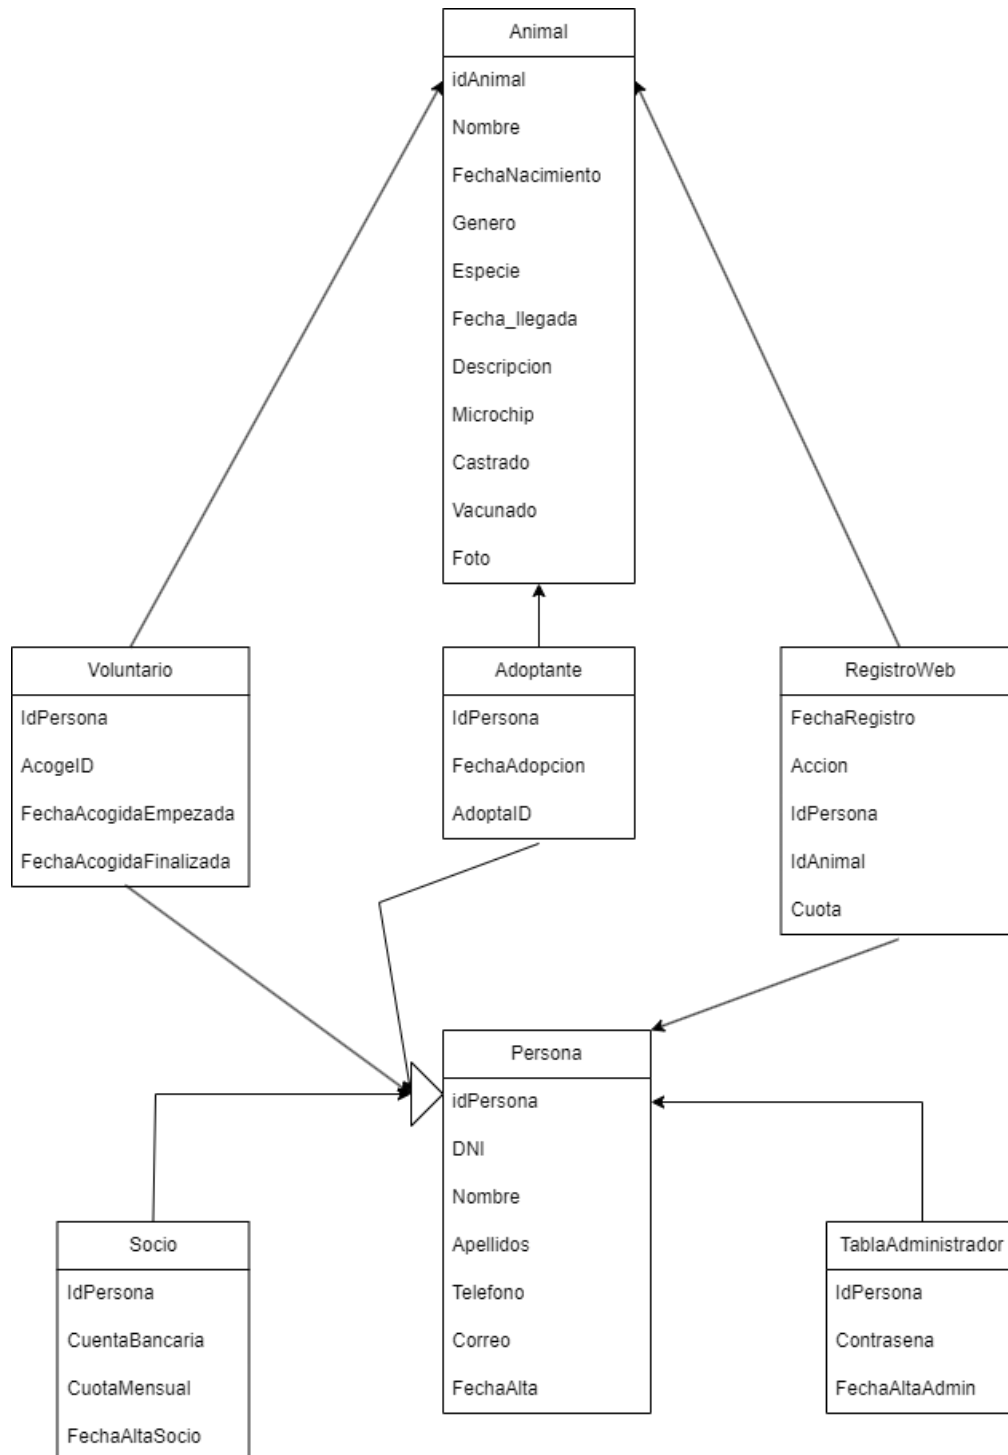 Animal
idAnimal
Nombre
FechaNacimiento
Genero
Especie
Fecha_llegada
Descripcion
Microchip
Castrado
Vacunado
Foto
Voluntario
IdPersona
AcogeID
FechaAcogidaEmpezada
FechaAcogidaFinalizada
Adoptante
IdPersona
FechaAdopcion
AdoptaID
RegistroWeb
FechaRegistro
Accion
IdPersona
IdAnimal
Cuota
Persona
idPersona
DNI
Nombre
Apellidos
Telefono
Correo
FechaAlta
Socio
IdPersona
CuentaBancaria
CuotaMensual
FechaAltaSocio
TablaAdministrador
IdPersona
Contrasena
FechaAltaAdmin